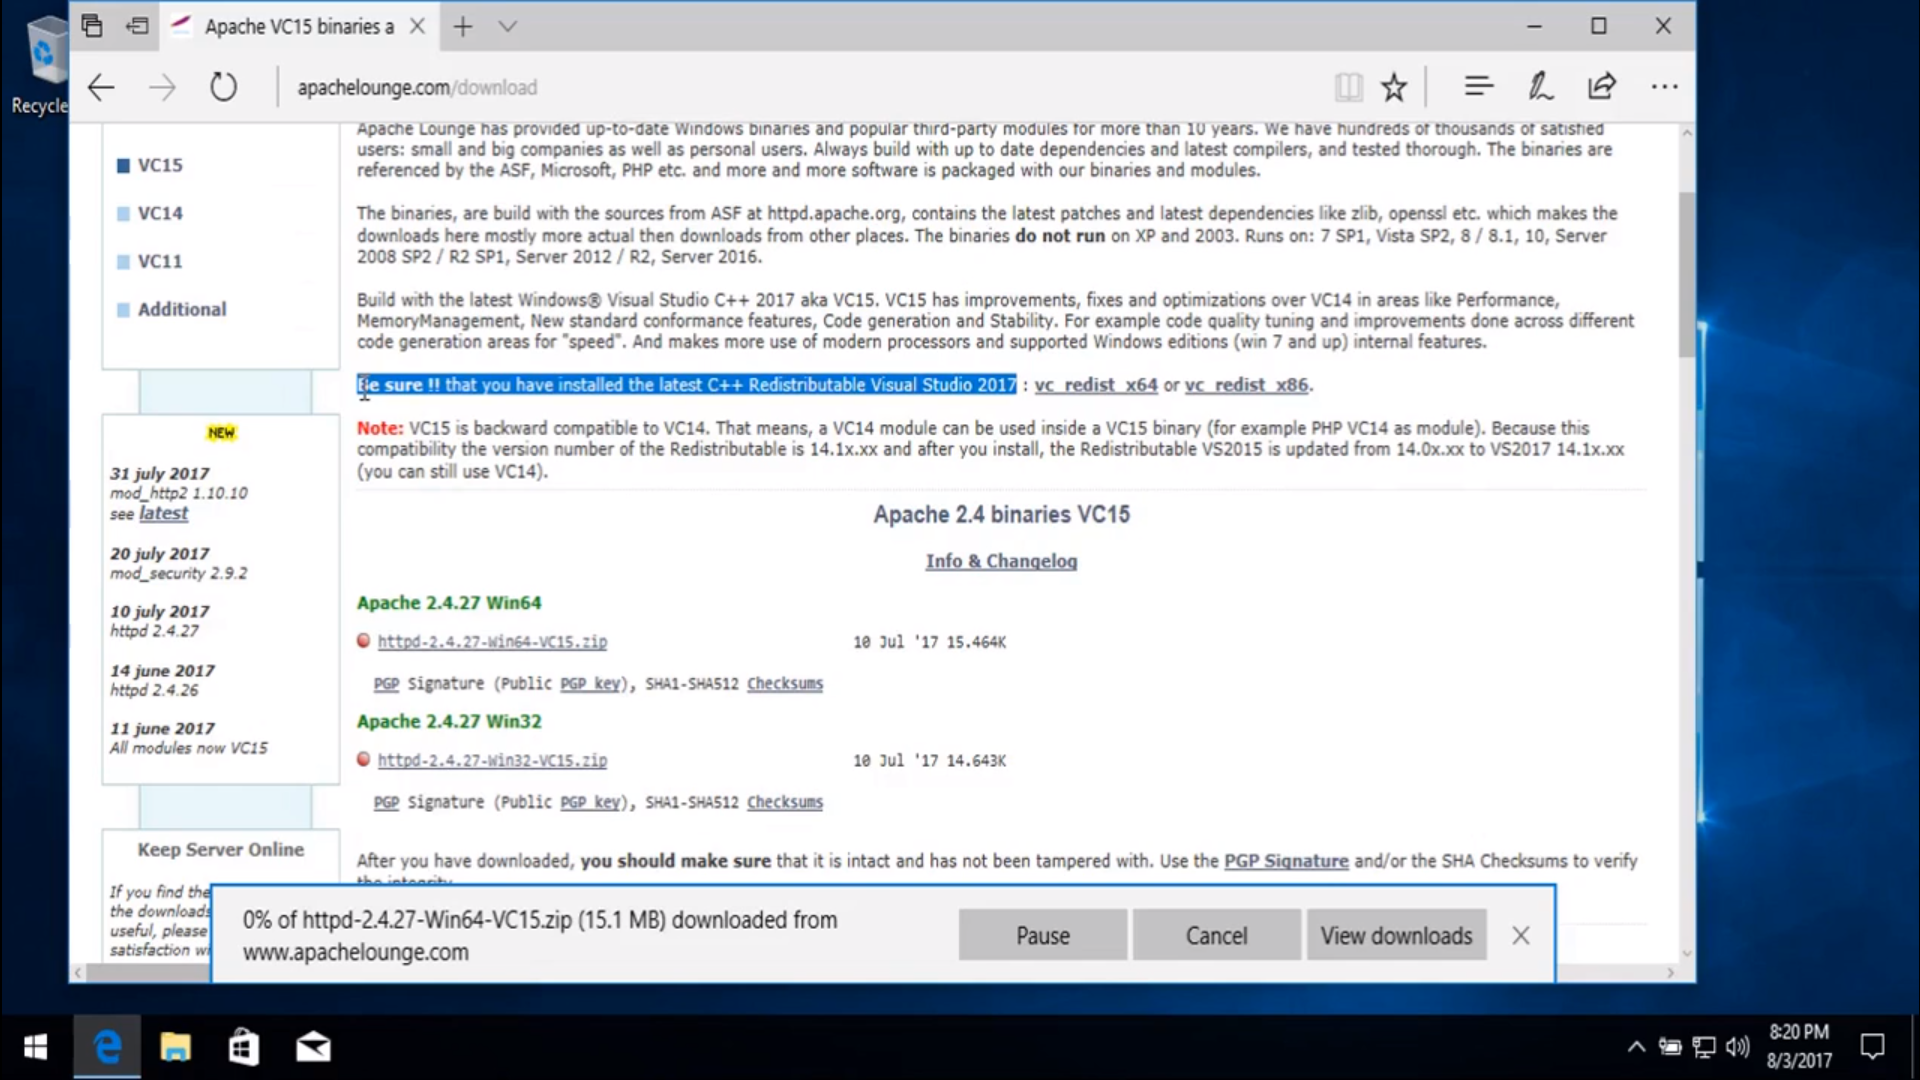 Apache VC15 binaries a
apachelounge.com/download
Recycle
VC15
VC14
VC11
Additional
NEW
31 july 2017
mod_http2 1.10.10
see latest
20 july 2017
mod_security 2.9.2
10 july 2017
httpd 2.4.27
14 june 2017
httpd 2.4.26
11 june 2017
All modules now VC15
Keep Server Online
If you find the
the downloads
useful, please
satisfaction w
Apache Lounge has provided up-to-date Windows binaries and popular third-party modules for more than 10 years. We have hundreds of thousands of satisfied
users: small and big companies as well as personal users. Always build with up to date dependencies and latest compilers, and tested thorough. The binaries are
referenced by the ASF, Microsoft, PHP etc. and more and more software is packaged with our binaries and modules.
The binaries, are build with the sources from ASF at httpd.apache.org, contains the latest patches and latest dependencies like zlib, openssl etc. which makes the
downloads here mostly more actual then downloads from other places. The binaries do not run on XP and 2003. Runs on: 7 SP1, Vista SP2, 8 / 8.1, 10, Server
2008 SP2 / R2 SP1, Server 2012 / R2, Server 2016.
Build with the latest Windows® Visual Studio C++ 2017 aka VC15. VC15 has improvements, fixes and optimizations over VC14 in areas like Performance,
MemoryManagement, New standard conformance features, Code generation and Stability. For example code quality tuning and improvements done across different
code generation areas for "speed". And makes more use of modern processors and supported Windows editions (win 7 and up) internal features.
Be sure !! that you have installed the latest C++ Redistributable Visual Studio 2017 : vc_redist_x64 or vc_redist_x86.
Note: VC15 is backward compatible to VC14. That means, a VC14 module can be used inside a VC15 binary (for example PHP VC14 as module). Because this
compatibility the version number of the Redistributable is 14.1x.xx and after you install, the Redistributable VS2015 is updated from 14.0x.xx to VS2017 14.1x.xx
(you can still use VC14).
Apache 2.4 binaries VC15
Info & Changelog
Apache 2.4.27 Win64
httpd-2.4.27-Win64-VC15.zip 10 Jul '17 15.464K
PGP Signature (Public PGP key), SHA1-SHA512 Checksums
Apache 2.4.27 Win32
httpd-2.4.27-Win32-VC15.zip 10 Jul '17 14.643K
PGP Signature (Public PGP key), SHA1-SHA512 Checksums
After you have downloaded, you should make sure that it is intact and has not been tampered with. Use the PGP Signature and/or the SHA Checksums to verify
the integrity.
0% of httpd-2.4.27-Win64-VC15.zip (15.1 MB) downloaded from
www.apachelounge.com
Pause
Cancel
View downloads
8:20 PM
8/3/2017